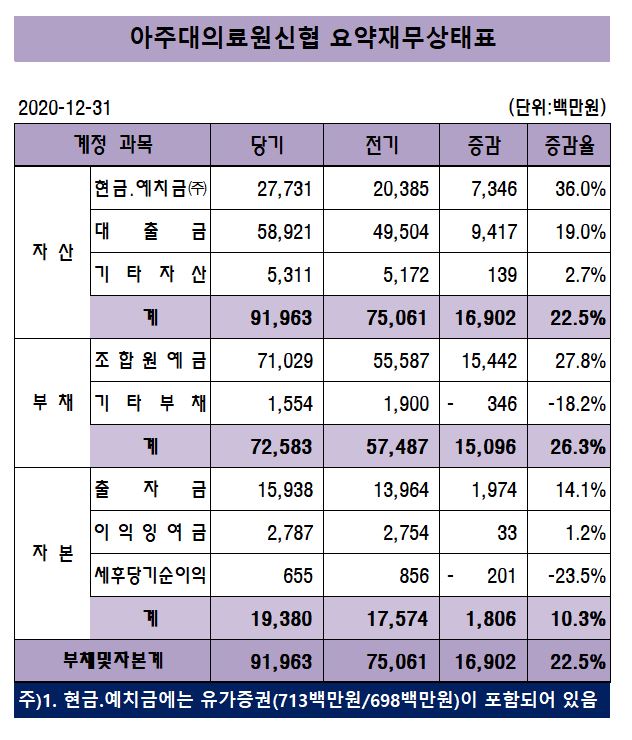 아주대의료원신협 요약재무상태표
2020-12-31 (단위:백만원)
계정 과목 당기 전기 증감 증감율
자 산
현금.예치금㈜ 27,731 20,385 7,346 36.0%
대 출 금 58,921 49,504 9,417 19.0%
기 타 자 산 5,311 5,172 139 2.7%
계 91,963 75,061 16,902 22.5%
부 채
조 합 원 예 금 71,029 55,587 15,442 27.8%
기 타 부 채 1,554 1,900 - 346 -18.2%
계 72,583 57,487 15,096 26.3%
자 본
출 자 금 15,938 13,964 1,974 14.1%
이 익 잉 여 금 2,787 2,754 33 1.2%
세후당기순이익 655 856 - 201 -23.5%
계 19,380 17,574 1,806 10.3%
부채및자본계 91,963 75,061 16,902 22.5%
주)1. 현금.예치금에는 유가증권(713백만원/698백만원)이 포함되어 있음